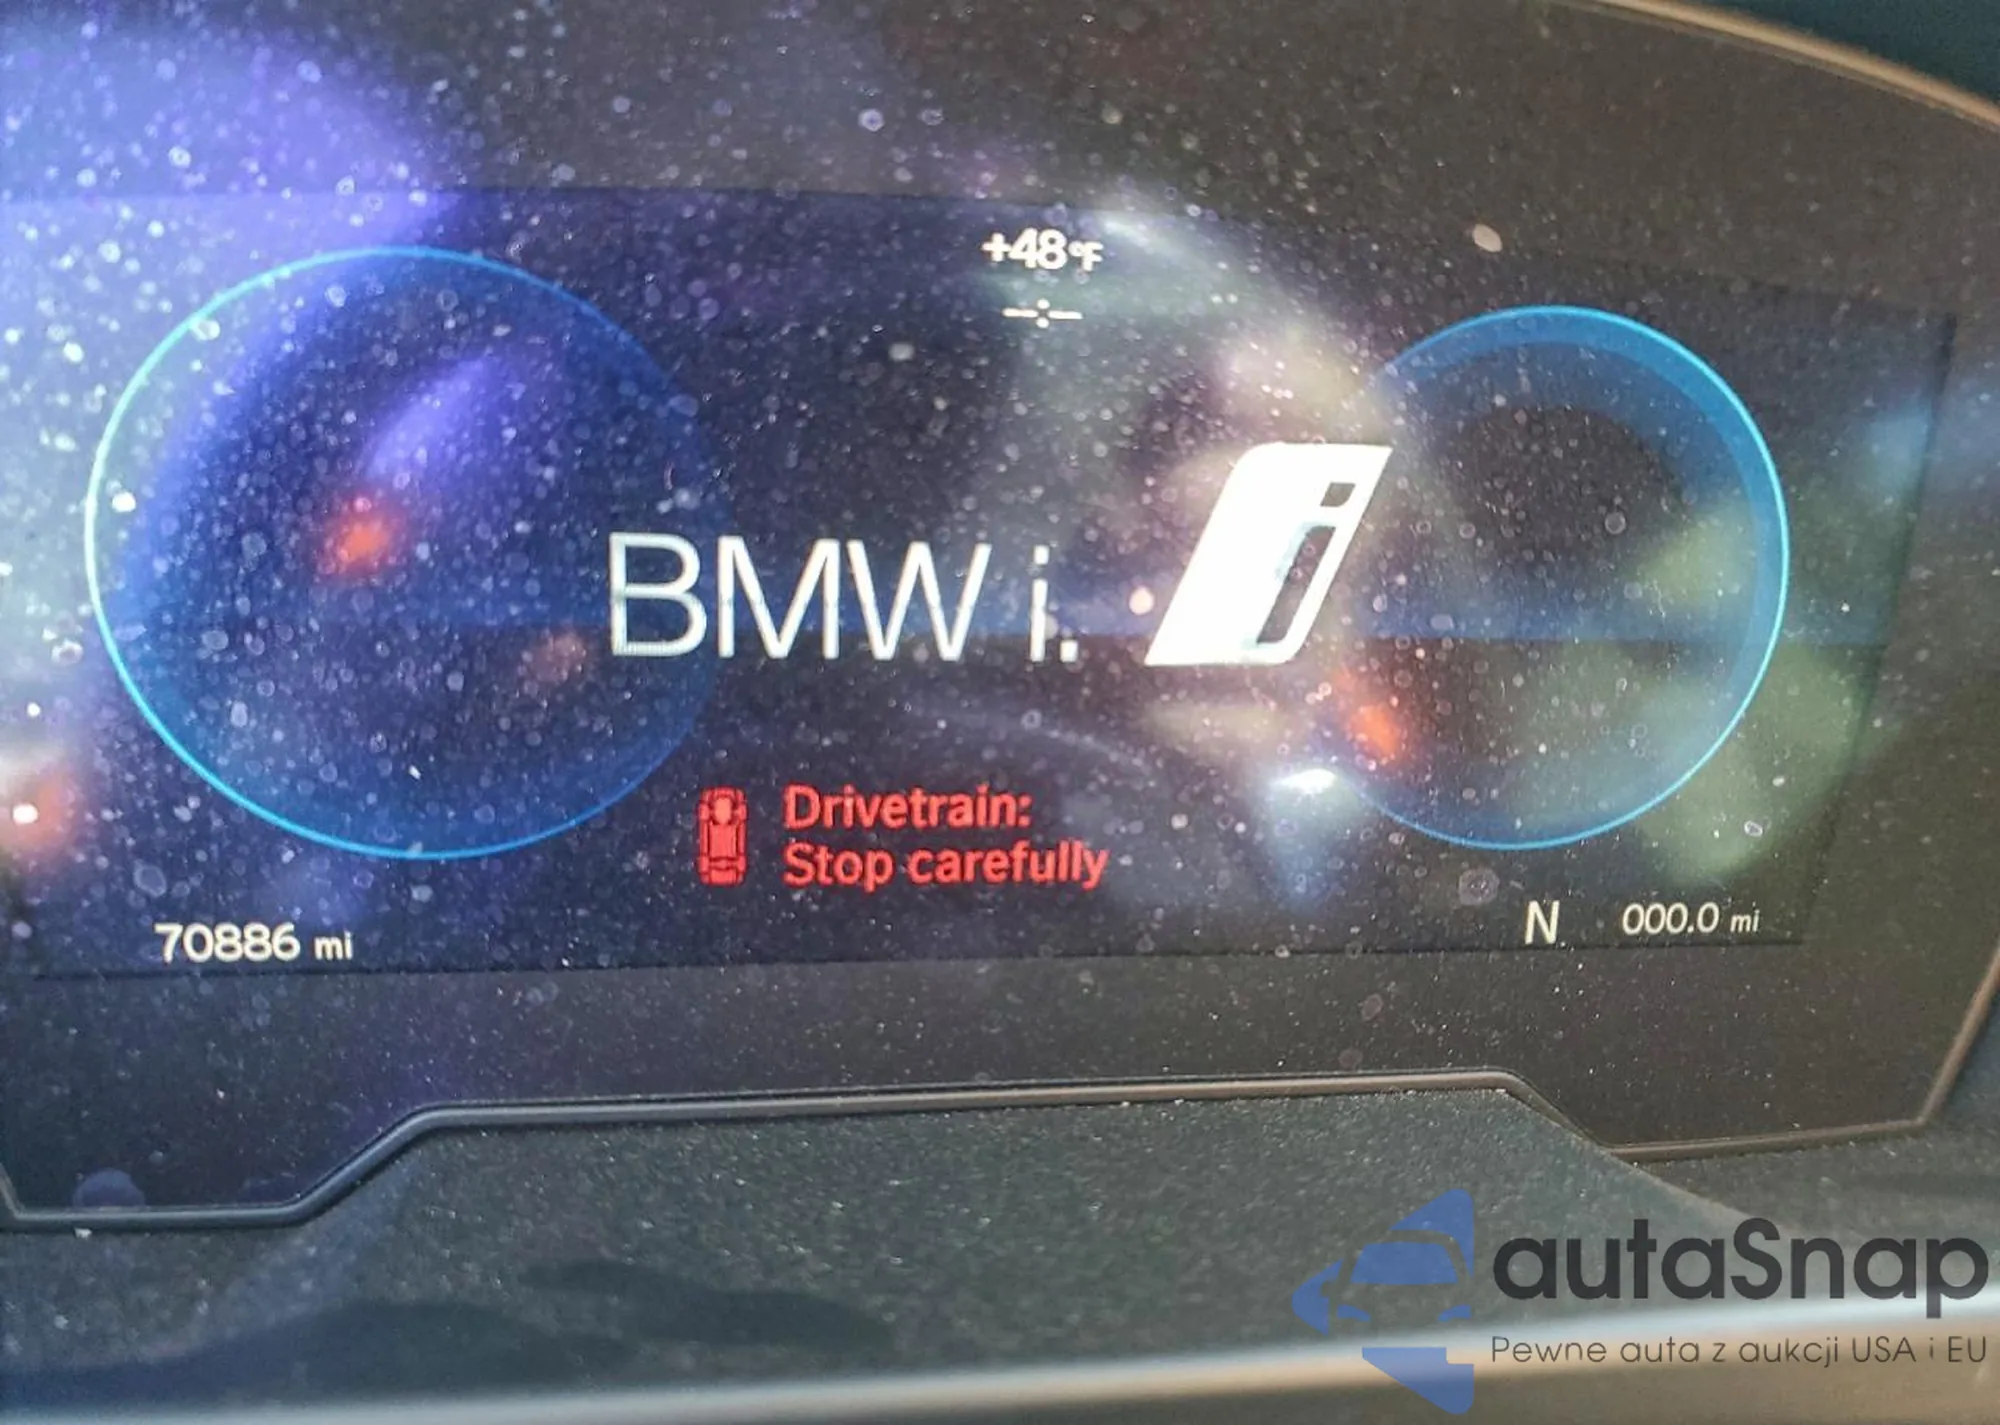 +48°F
BMW i.
i
Drivetrain:
Stop carefully
70886 mi
N 000.0 mi
autaSnap
Pewne auta z aukcji USA i EU